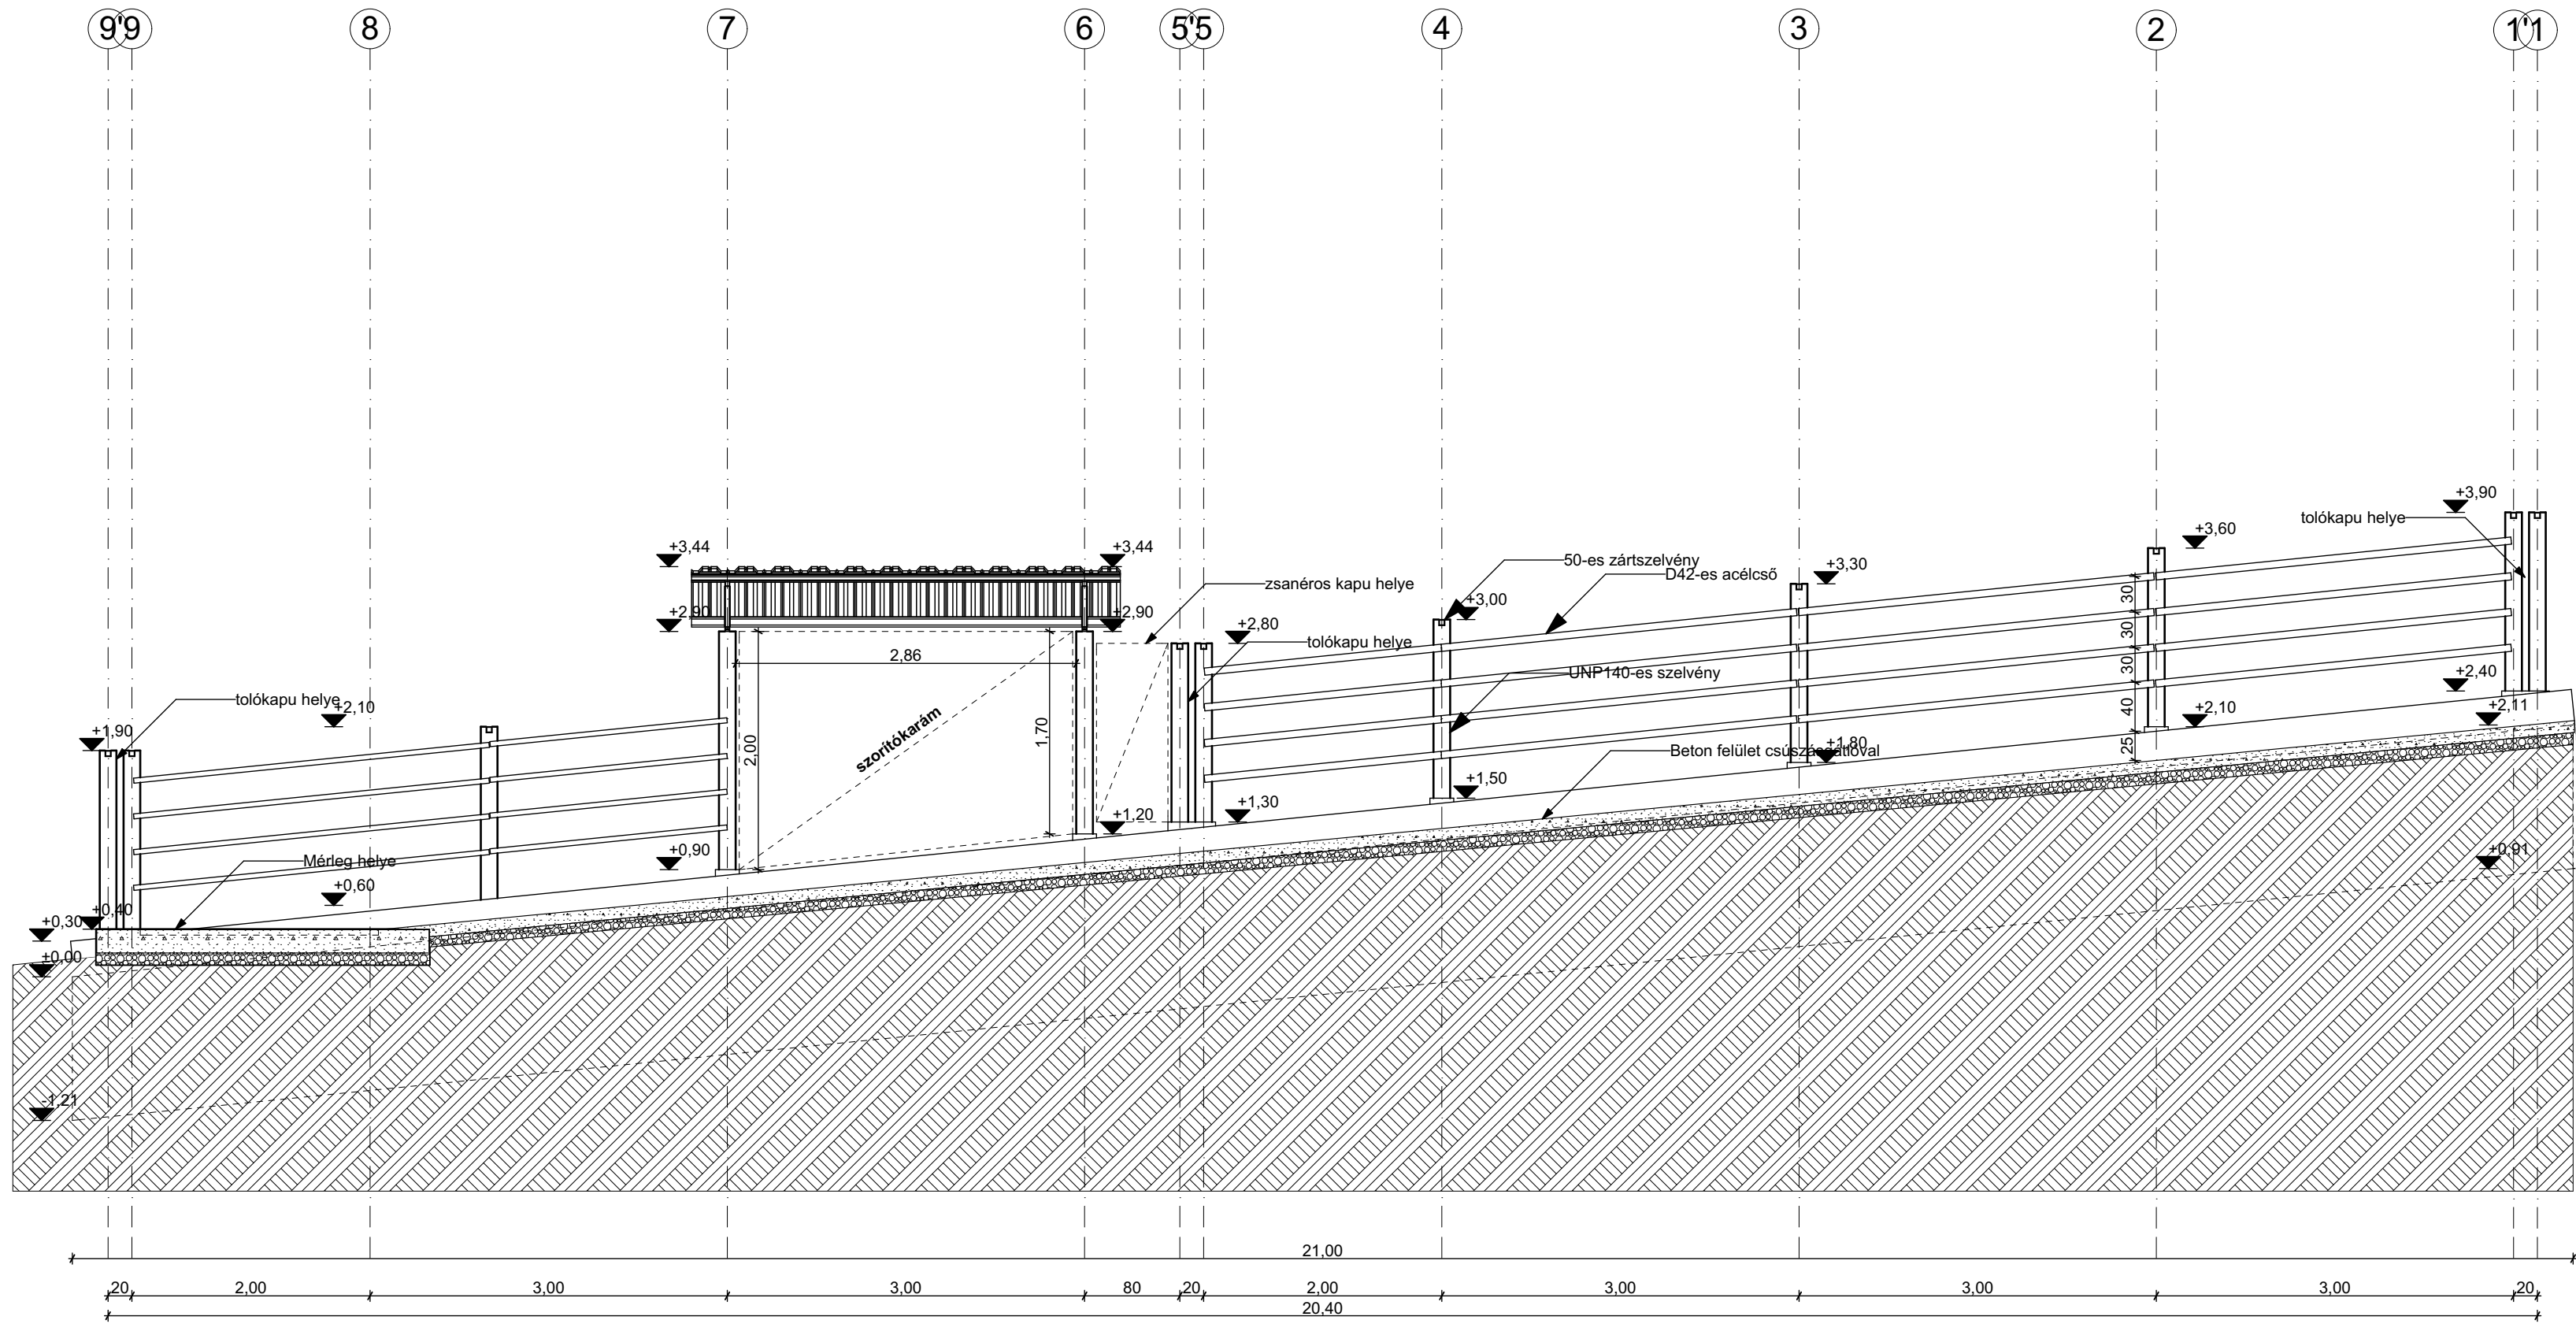 9' 9 8 7 6 5' 5 4 3 2 1' 1
+3,90
tolókapu helye
+3,60
+3,44 +3,44
50-es zártszelvény
+3,30
D42-es acélcső
zsanéros kapu helye
30
+3,00
+2,90 +2,90
+2,80
30
tolókapu helye
2,86
30
UNP140-es szelvény
+2,40
tolókapu helye
+2,10
szorítókarám
40
+2,10
+2,11
+1,90
2,00
1,70
25
+1,80
Beton felület csúszásgátlóval
+1,50
+1,20
+1,30
+0,91
Mérleg helye
+0,90
+0,60
+0,40
+0,30
±0,00
-1,21
21,00
20 2,00 3,00 3,00 80 20 2,00 3,00 3,00 3,00 20
20,40